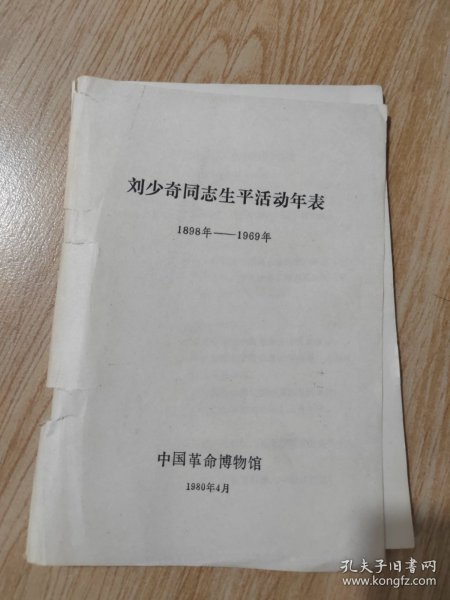 刘少奇同志生平活动年表
1898年——1969年
中国革命博物馆
1980年4月
孔夫子旧书网
www.kongfz.com